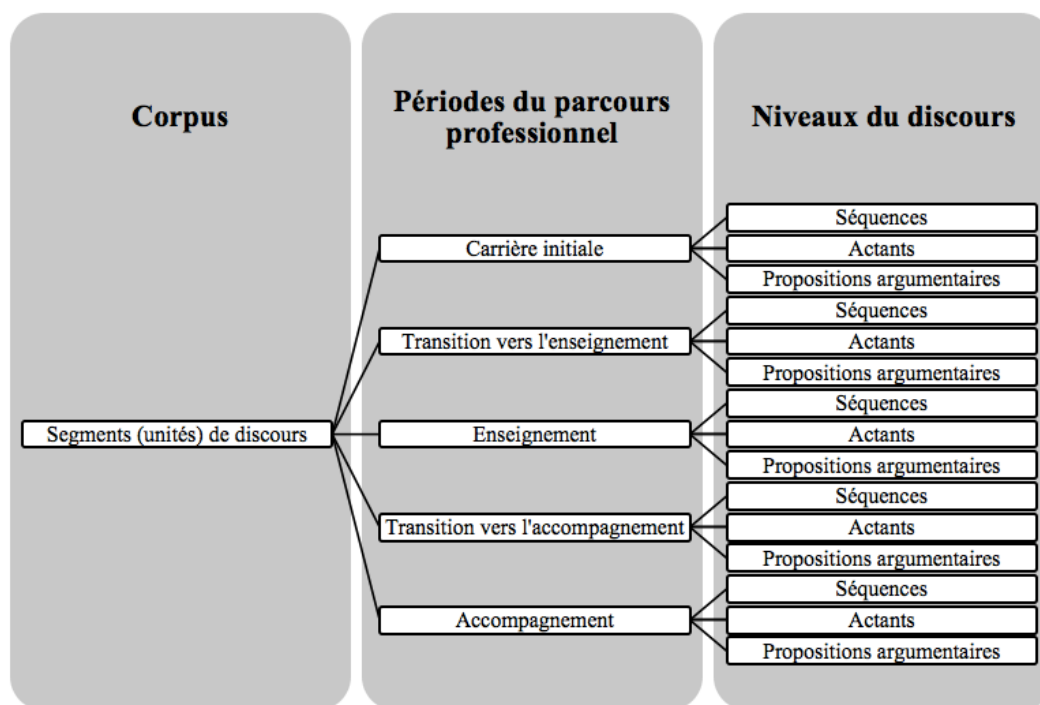 Corpus
Périodes du parcours
professionnel
Niveaux du discours
Segments (unités) de discours
Carrière initiale
Séquences
Actants
Propositions argumentaires
Transition vers l'enseignement
Séquences
Actants
Propositions argumentaires
Enseignement
Séquences
Actants
Propositions argumentaires
Transition vers l'accompagnement
Séquences
Actants
Propositions argumentaires
Accompagnement
Séquences
Actants
Propositions argumentaires